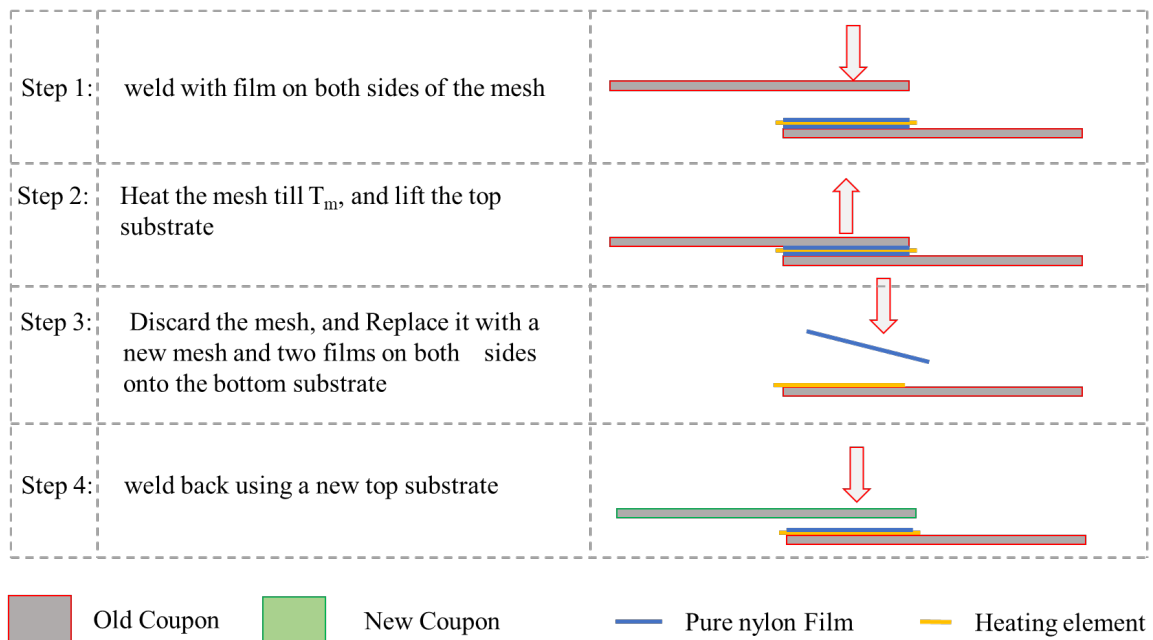 Step 1: weld with film on both sides of the mesh
Step 2: Heat the mesh till Tm, and lift the top
substrate
Step 3: Discard the mesh, and Replace it with a
new mesh and two films on both sides
onto the bottom substrate
Step 4: weld back using a new top substrate
Old Coupon New Coupon Pure nylon Film Heating element